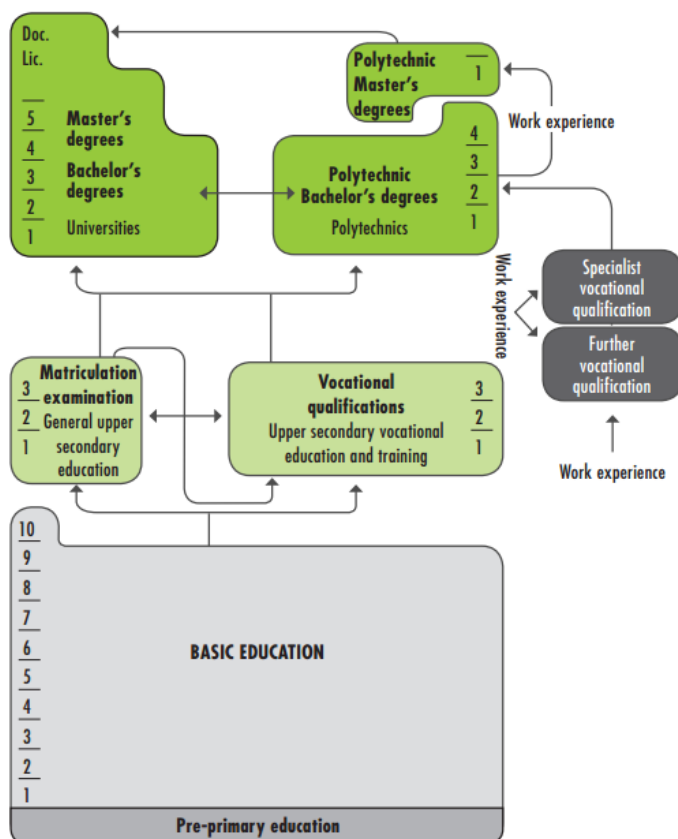 Doc.
Lic.
5
4
3
2
1
Master's
degrees
Bachelor's
degrees
Universities
Polytechnic
Master's
degrees
1
Work experience
Polytechnic
Bachelor's degrees
Polytechnics
4
3
2
1
Work experience
Specialist
vocational
qualification
Further
vocational
qualification
Work experience
3
2
1
Matriculation
examination
General upper
secondary
education
Vocational
qualifications
Upper secondary vocational
education and training
3
2
1
10
9
8
7
6
5
4
3
2
1
BASIC EDUCATION
Pre-primary education